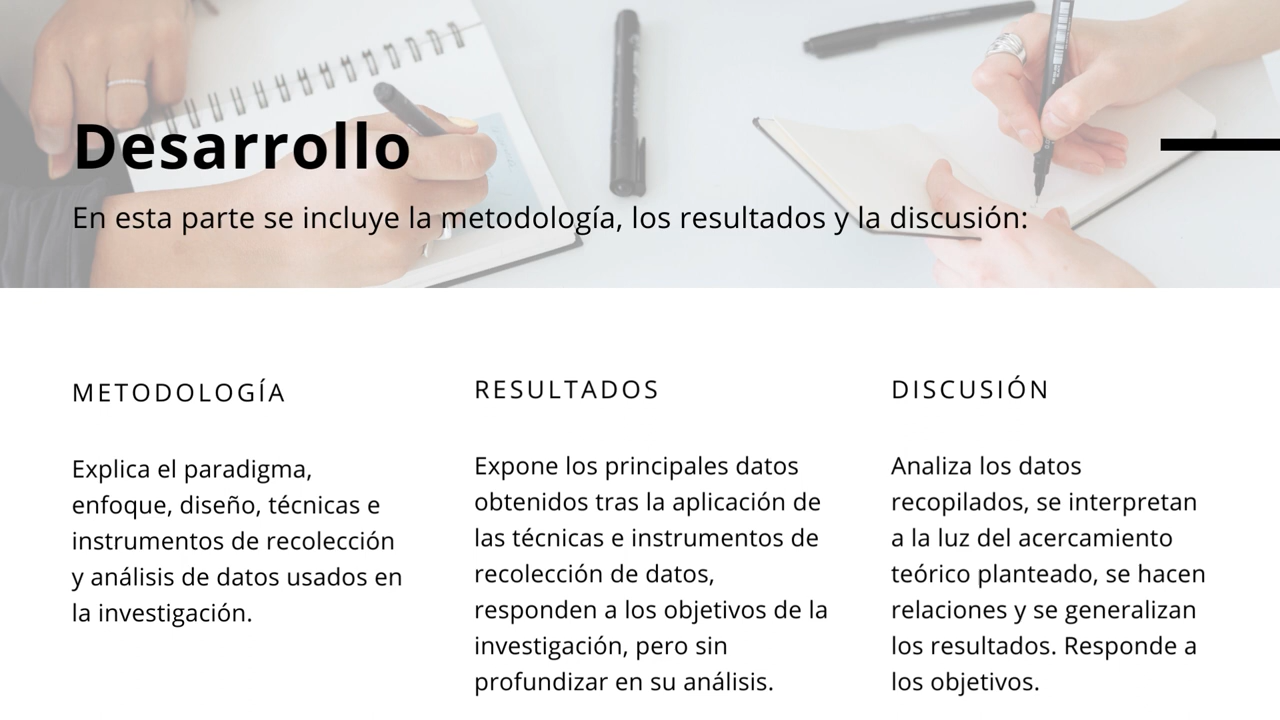 Desarrollo
En esta parte se incluye la metodología, los resultados y la discusión:
METODOLOGÍA
Explica el paradigma,
enfoque, diseño, técnicas e
instrumentos de recolección
y análisis de datos usados en
la investigación.
RESULTADOS
Expone los principales datos
obtenidos tras la aplicación de
las técnicas e instrumentos de
recolección de datos,
responden a los objetivos de la
investigación, pero sin
profundizar en su análisis.
DISCUSIÓN
Analiza los datos
recopilados, se interpretan
a la luz del acercamiento
teórico planteado, se hacen
relaciones y se generalizan
los resultados. Responde a
los objetivos.